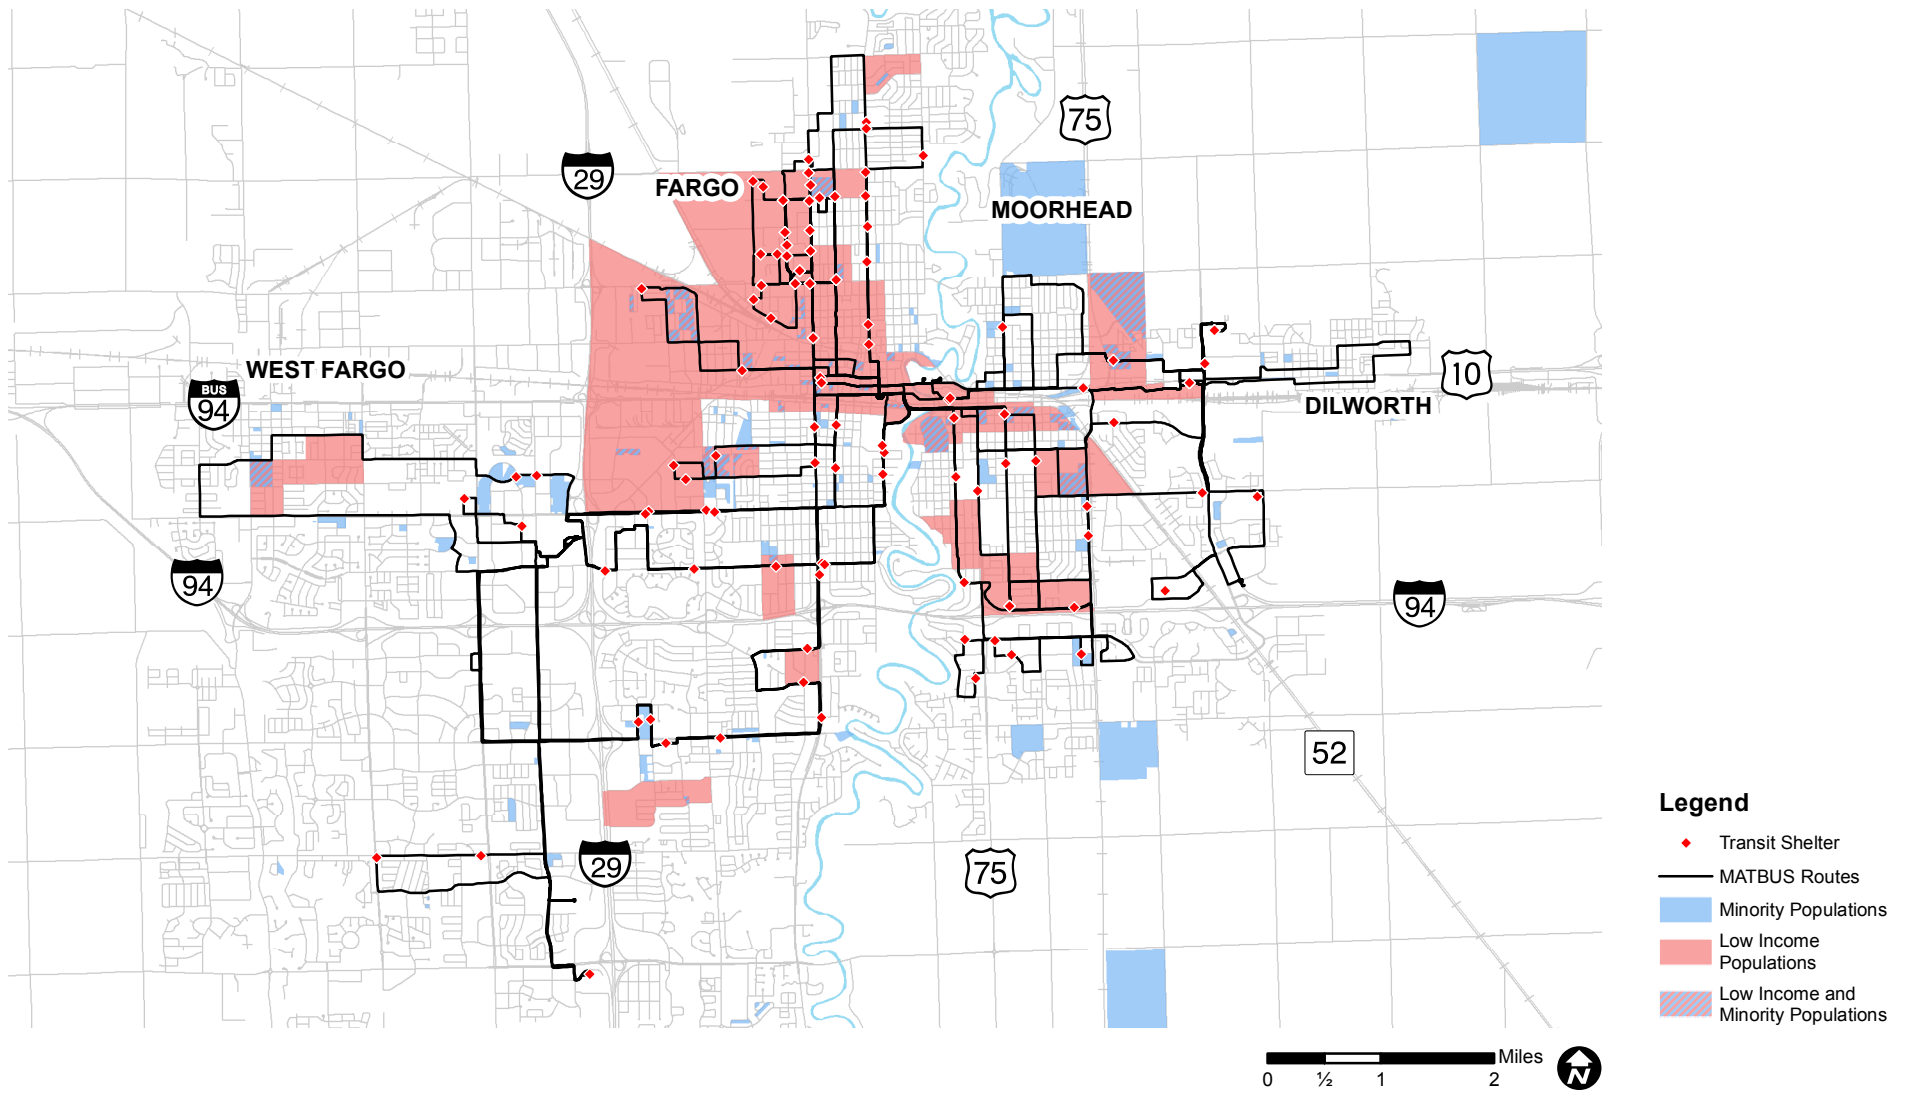 75
29
FARGO
MOORHEAD
WEST FARGO
BUS
94
10
DILWORTH
94
94
52
29
75
Legend
Transit Shelter
MATBUS Routes
Minority Populations
Low Income
Populations
Low Income and
Minority Populations
Miles
0 ½ 1 2
N